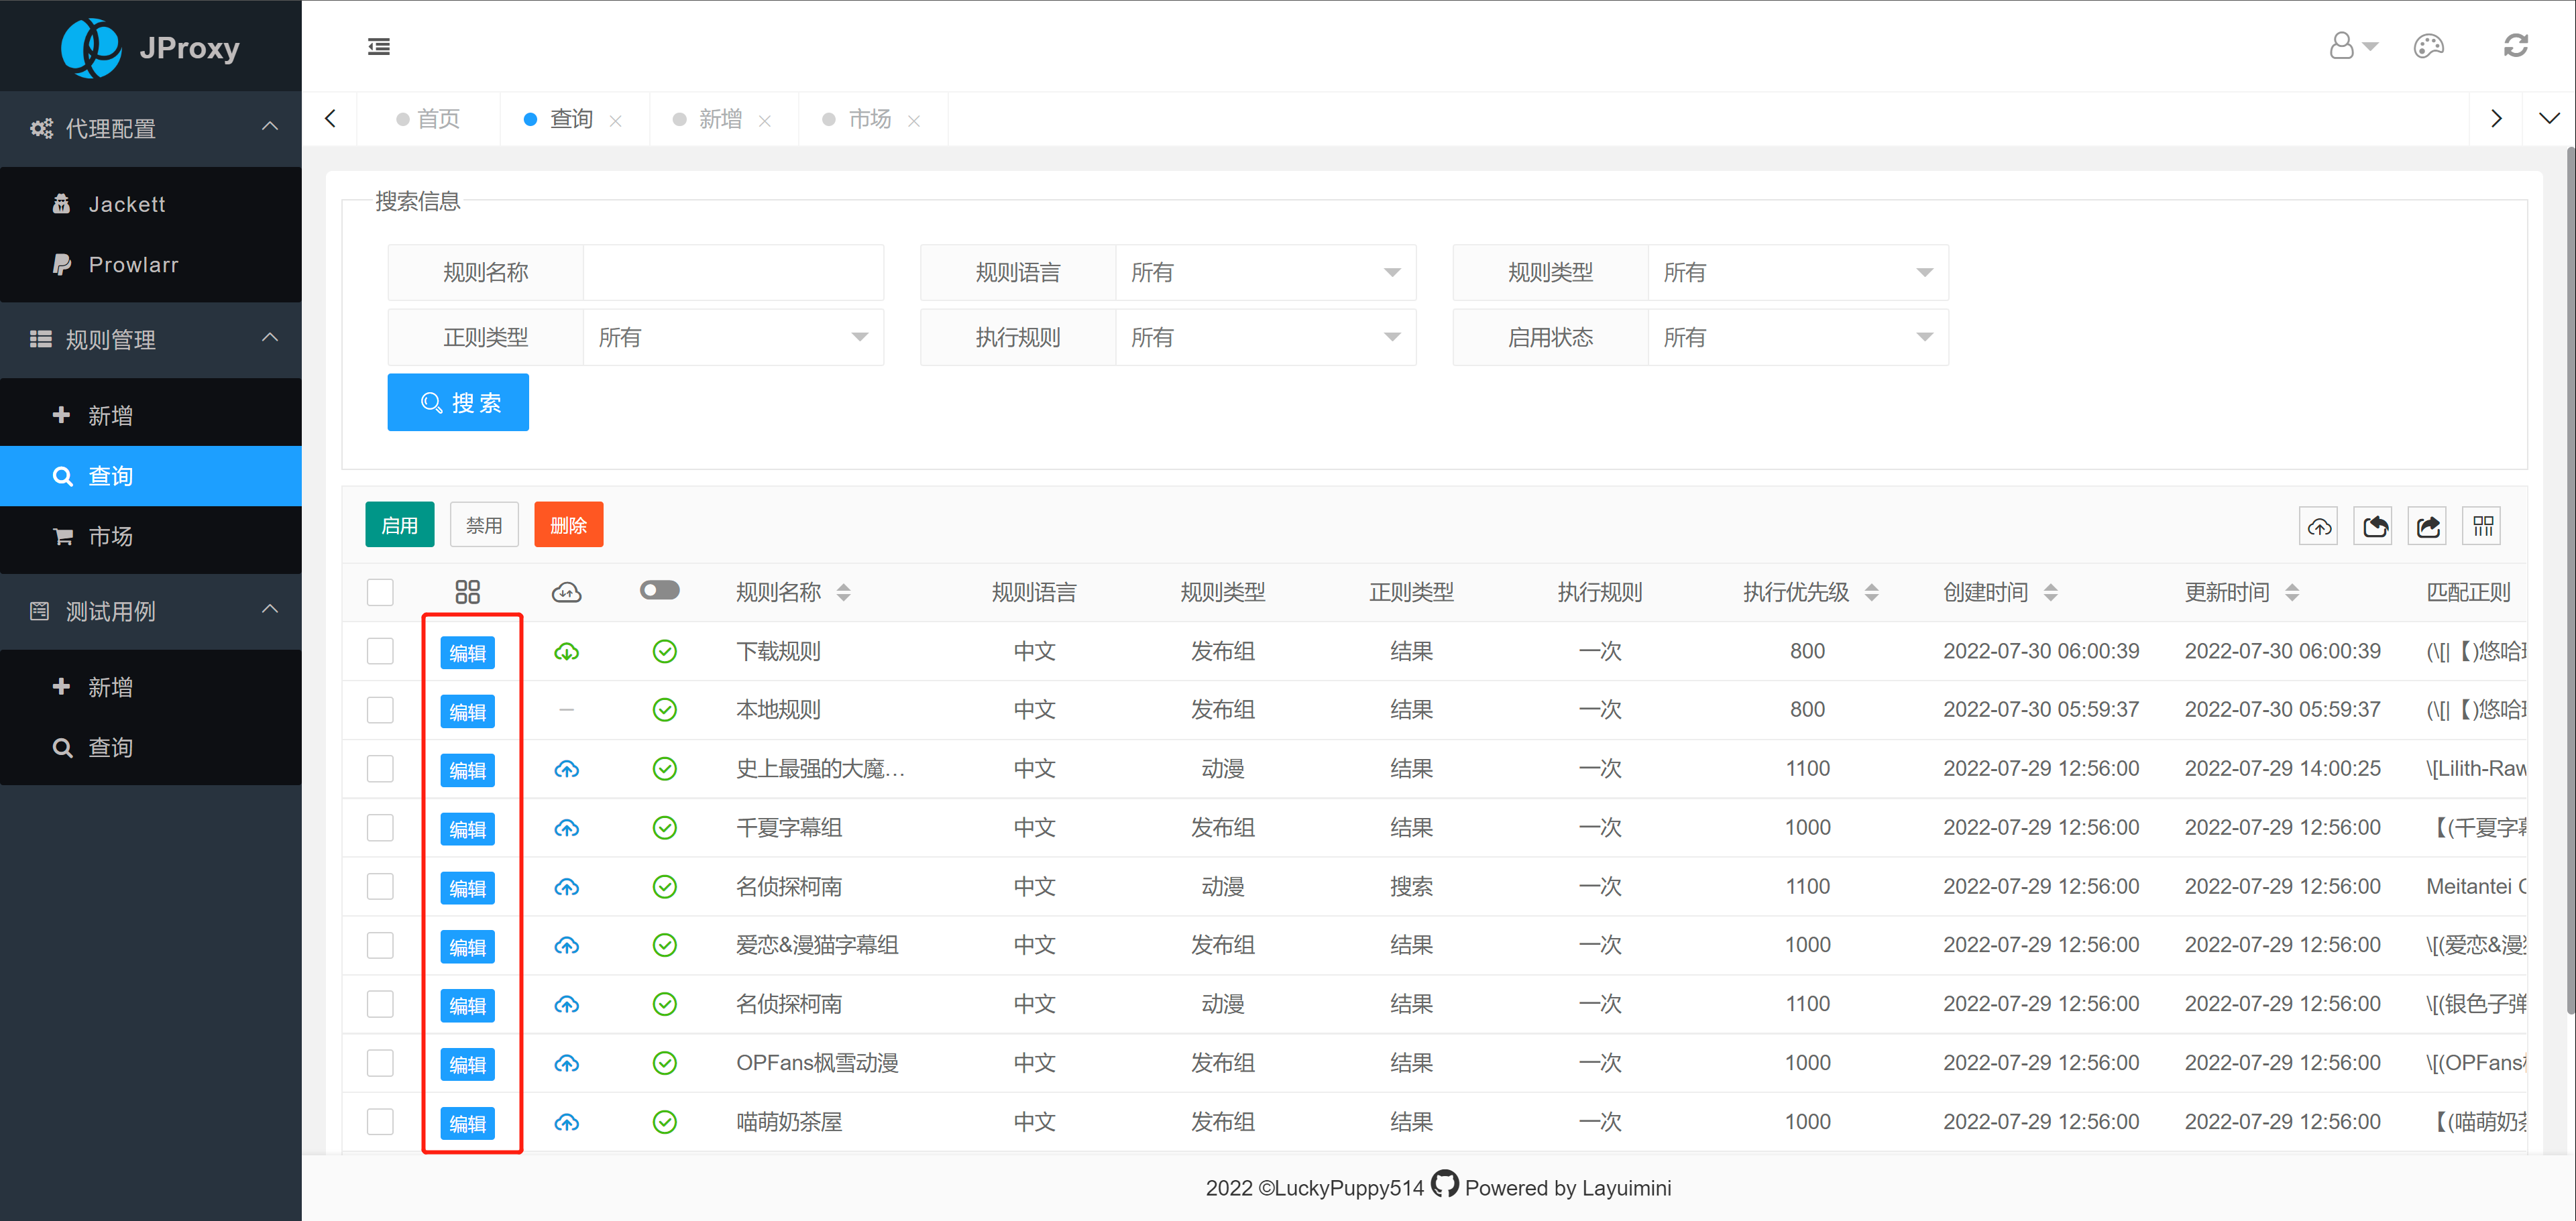 JProxy
代理配置
Jackett
Prowlarr
规则管理
新增
查询
市场
测试用例
新增
查询
首页 查询 新增 市场
搜索信息
规则名称 规则语言 所有 规则类型 所有
正则类型 所有 执行规则 所有 启用状态 所有
搜 索
启用 禁用 删除
规则名称 规则语言 规则类型 正则类型 执行规则 执行优先级 创建时间 更新时间 匹配正则
编辑 下载规则 中文 发布组 结果 一次 800 2022-07-30 06:00:39 2022-07-30 06:00:39 (\[|【)悠哈
编辑 本地规则 中文 发布组 结果 一次 800 2022-07-30 05:59:37 2022-07-30 05:59:37 (\[|【)悠哈
编辑 史上最强的大魔… 中文 动漫 结果 一次 1100 2022-07-29 12:56:00 2022-07-29 14:00:25 \[Lilith-Raw
编辑 千夏字幕组 中文 发布组 结果 一次 1000 2022-07-29 12:56:00 2022-07-29 12:56:00 【(千夏字幕
编辑 名侦探柯南 中文 动漫 搜索 一次 1100 2022-07-29 12:56:00 2022-07-29 12:56:00 Meitantei
编辑 爱恋&漫猫字幕组 中文 发布组 结果 一次 1000 2022-07-29 12:56:00 2022-07-29 12:56:00 \[(爱恋&漫
编辑 名侦探柯南 中文 动漫 结果 一次 1100 2022-07-29 12:56:00 2022-07-29 12:56:00 \[(银色子弹
编辑 OPFans枫雪动漫 中文 发布组 结果 一次 1000 2022-07-29 12:56:00 2022-07-29 12:56:00 \[(OPFans
编辑 喵萌奶茶屋 中文 发布组 结果 一次 1000 2022-07-29 12:56:00 2022-07-29 12:56:00 【(喵萌奶茶
2022 ©LuckyPuppy514 Powered by Layuimini